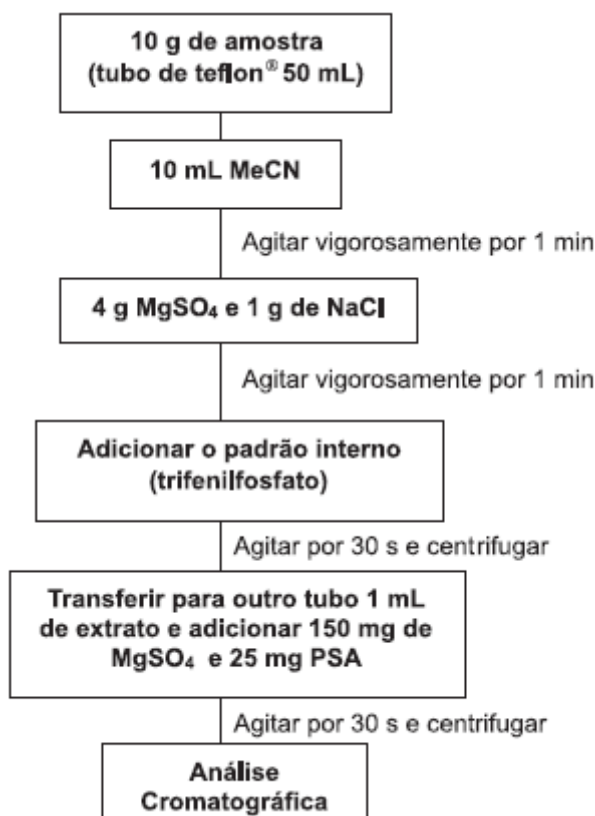 10 g de amostra
(tubo de teflon® 50 mL)
10 mL MeCN
Agitar vigorosamente por 1 min
4 g MgSO₄ e 1 g de NaCl
Agitar vigorosamente por 1 min
Adicionar o padrão interno
(trifenilfosfato)
Agitar por 30 s e centrifugar
Transferir para outro tubo 1 mL
de extrato e adicionar 150 mg de
MgSO₄ e 25 mg PSA
Agitar por 30 s e centrifugar
Análise
Cromatográfica